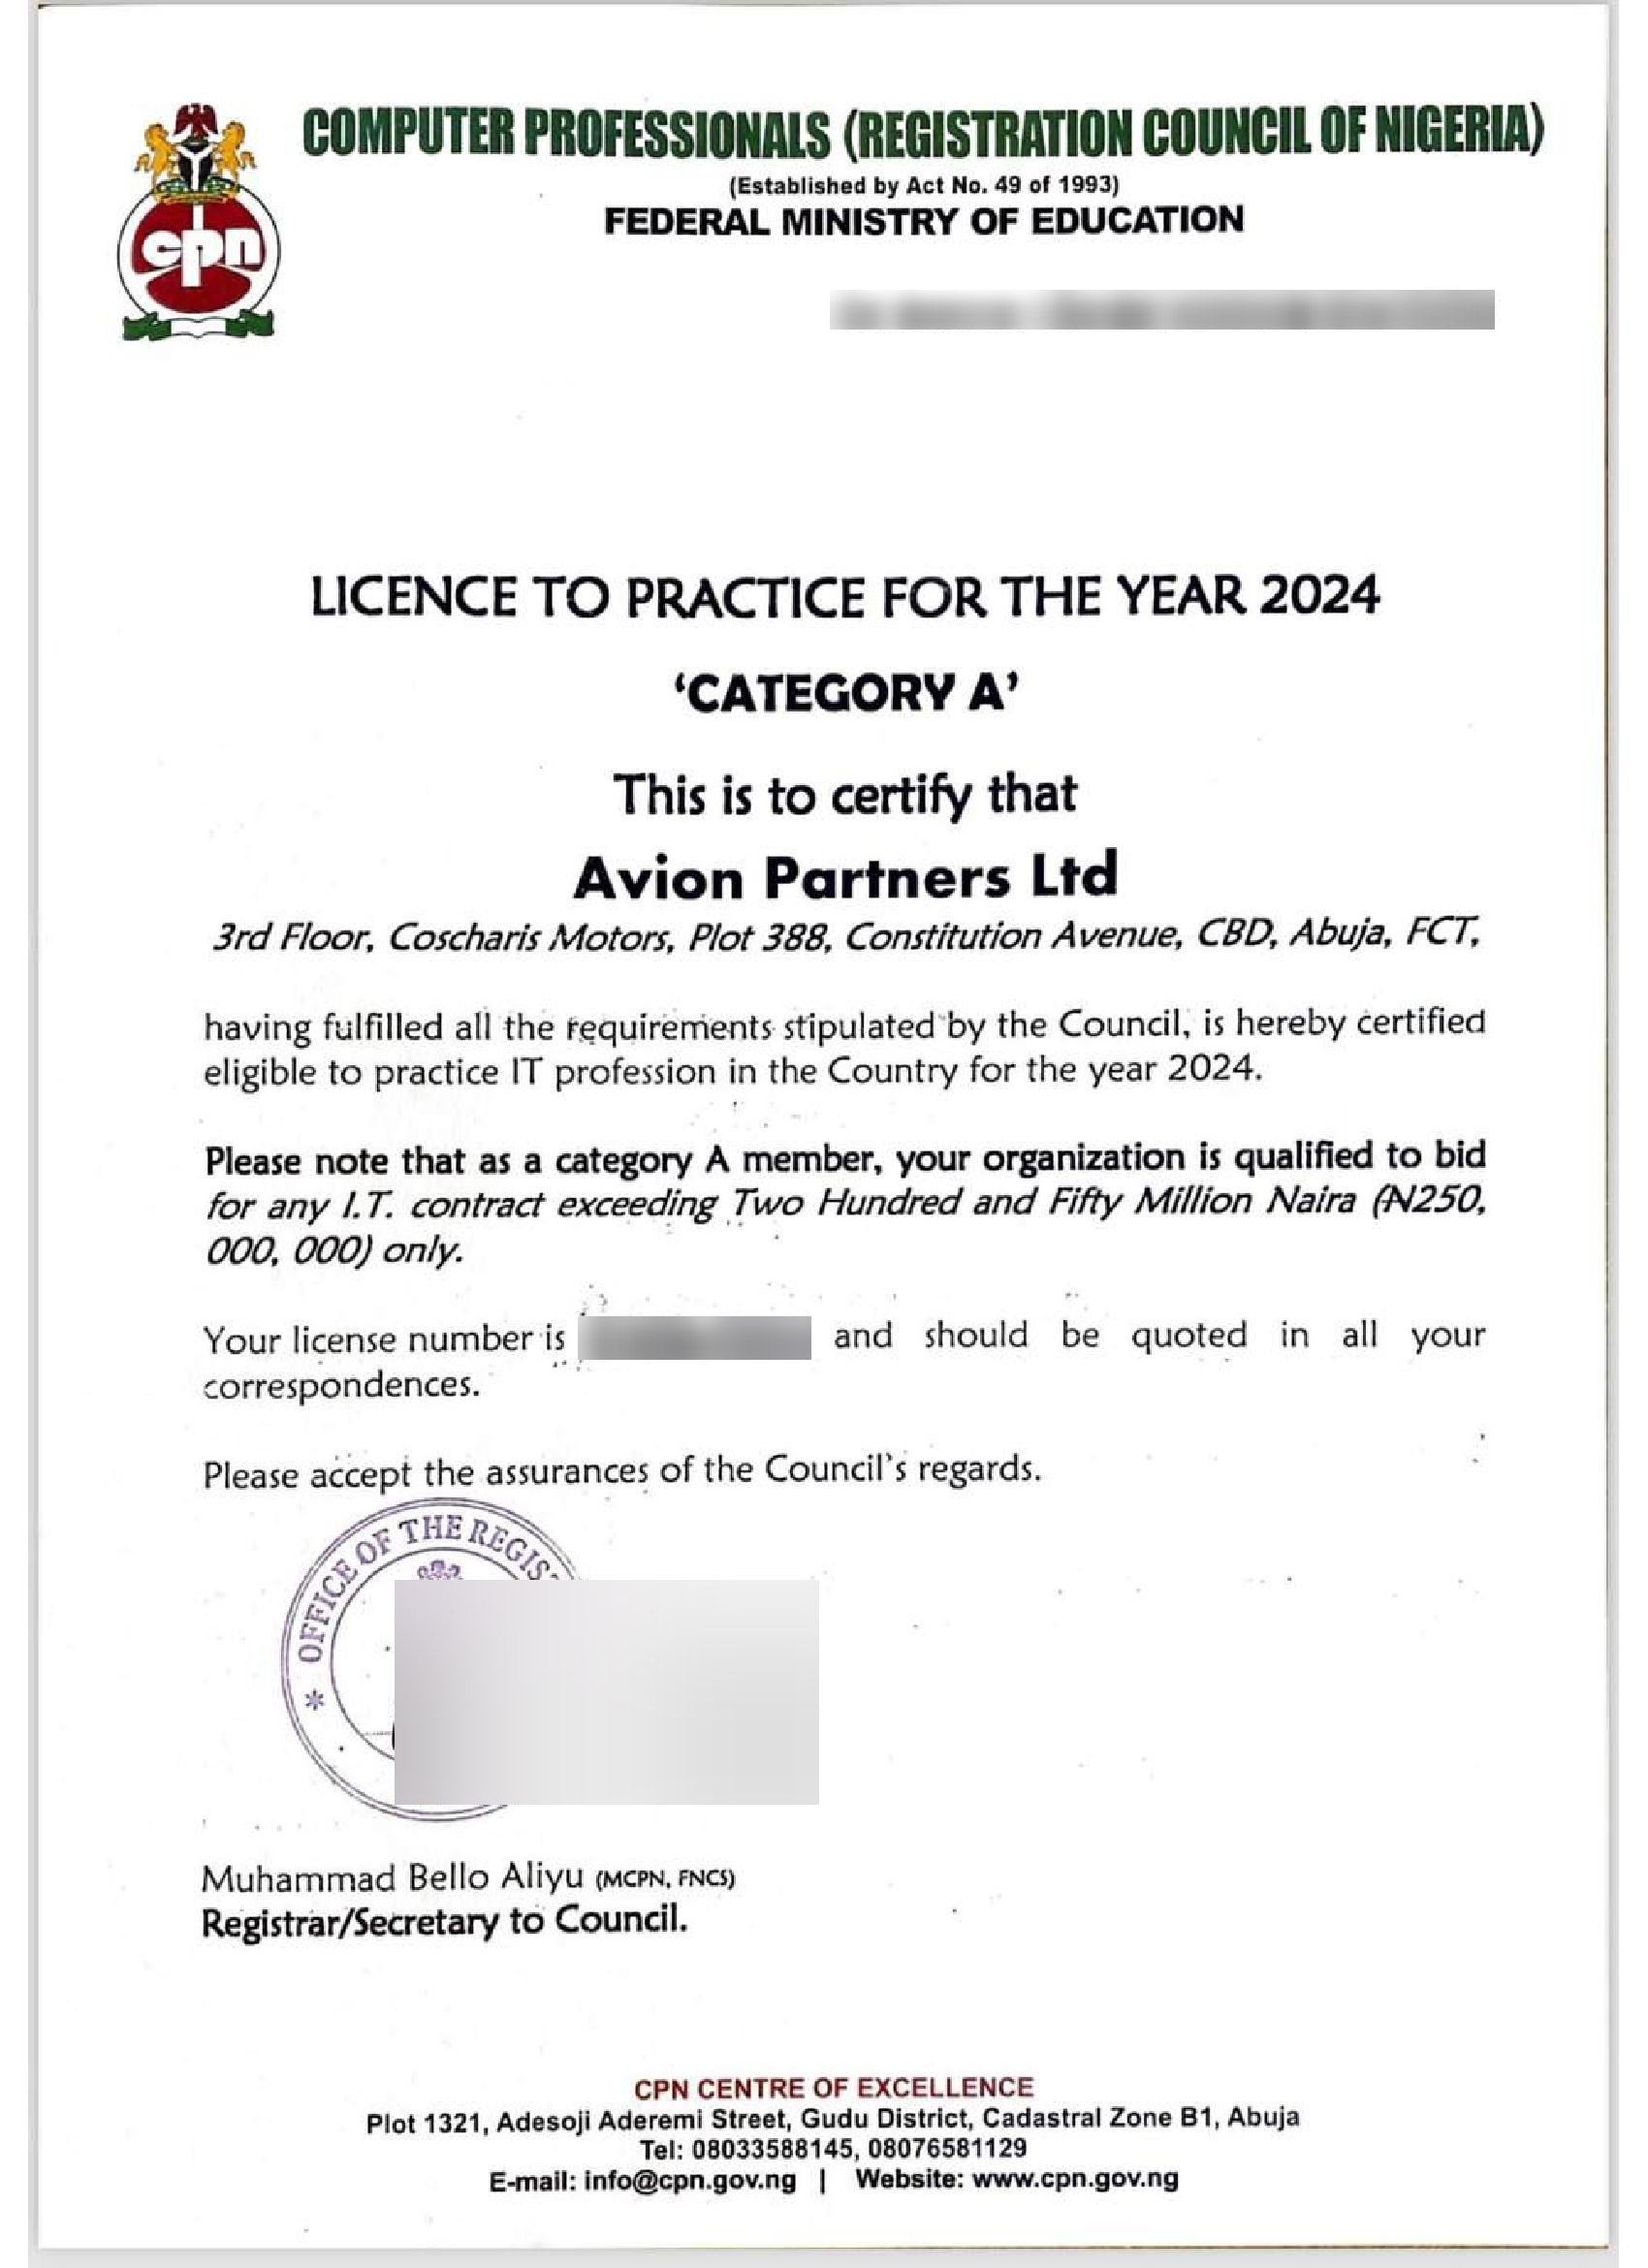 COMPUTER PROFESSIONALS (REGISTRATION COUNCIL OF NIGERIA)
(Established by Act No. 49 of 1993)
FEDERAL MINISTRY OF EDUCATION
cpn
LICENCE TO PRACTICE FOR THE YEAR 2024
‘CATEGORY A’
This is to certify that
Avion Partners Ltd
3rd Floor, Coscharis Motors, Plot 388, Constitution Avenue, CBD, Abuja, FCT,
having fulfilled all the requirements stipulated by the Council, is hereby certified
eligible to practice IT profession in the Country for the year 2024.
Please note that as a category A member, your organization is qualified to bid
for any I.T. contract exceeding Two Hundred and Fifty Million Naira (₦250,
000, 000) only.
Your license number is and should be quoted in all your
correspondences.
Please accept the assurances of the Council's regards.
* OFFICE OF THE REGIS
Muhammad Bello Aliyu (MCPN, FNCS)
Registrar/Secretary to Council.
CPN CENTRE OF EXCELLENCE
Plot 1321, Adesoji Aderemi Street, Gudu District, Cadastral Zone B1, Abuja
Tel: 08033588145, 08076581129
E-mail: info@cpn.gov.ng | Website: www.cpn.gov.ng